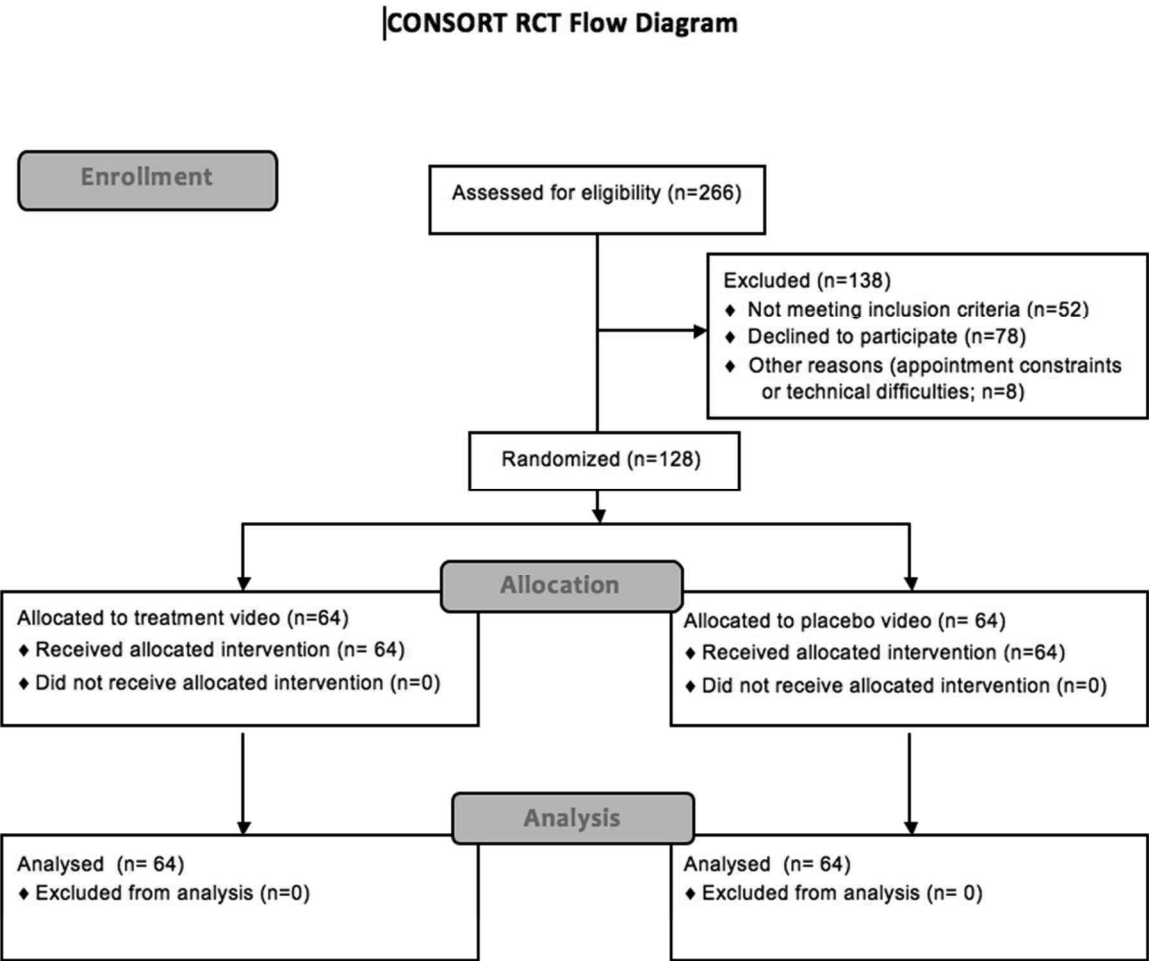 CONSORT RCT Flow Diagram
Enrollment
Assessed for eligibility (n=266)
Excluded (n=138)
♦ Not meeting inclusion criteria (n=52)
♦ Declined to participate (n=78)
♦ Other reasons (appointment constraints
or technical difficulties; n=8)
Randomized (n=128)
Allocation
Allocated to treatment video (n=64)
♦ Received allocated intervention (n= 64)
♦ Did not receive allocated intervention (n=0)
Allocated to placebo video (n= 64)
♦ Received allocated intervention (n=64)
♦ Did not receive allocated intervention (n=0)
Analysis
Analysed (n= 64)
♦ Excluded from analysis (n=0)
Analysed (n= 64)
♦ Excluded from analysis (n= 0)